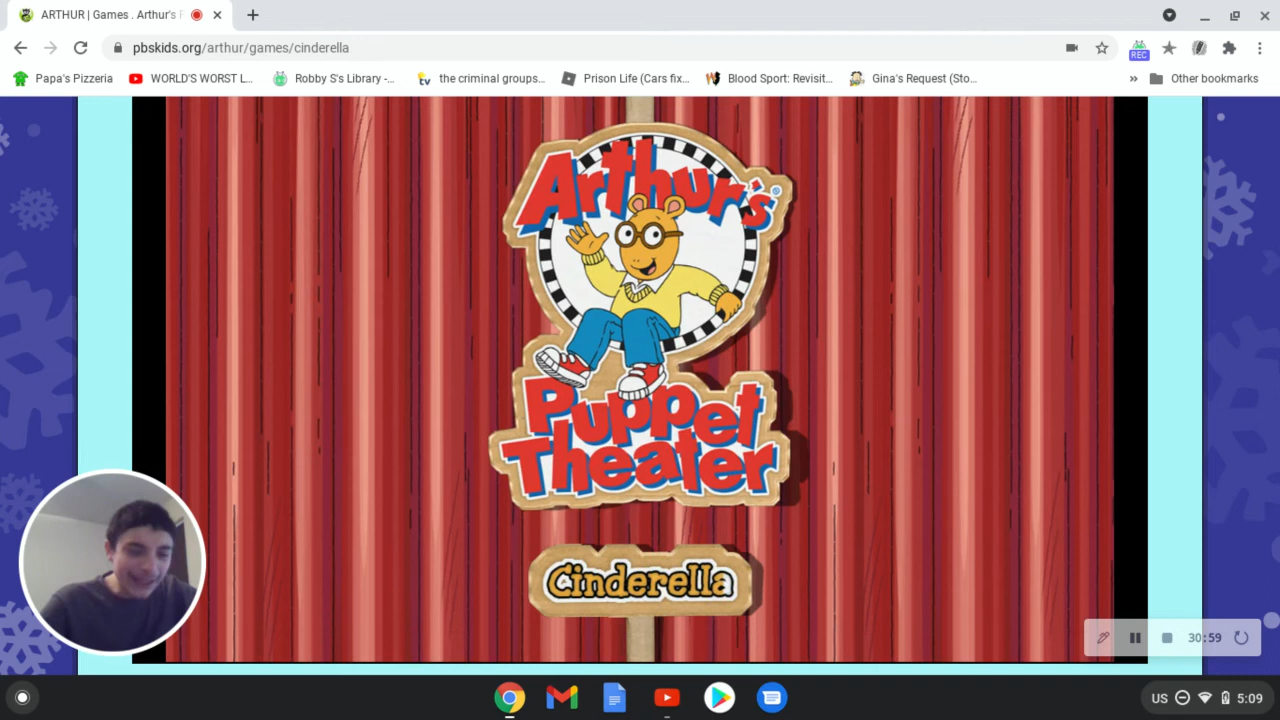 ARTHUR | Games . Arthur's
pbskids.org/arthur/games/cinderella
REC
Papa's Pizzeria
WORLD'S WORST L...
Robby S's Library -...
tv
the criminal groups...
Prison Life (Cars fix...
Blood Sport: Revisit...
Gina's Request (Sto...
»
Other bookmarks
Arthur's
Puppet
Theater
Cinderella
30:59
US
5:09